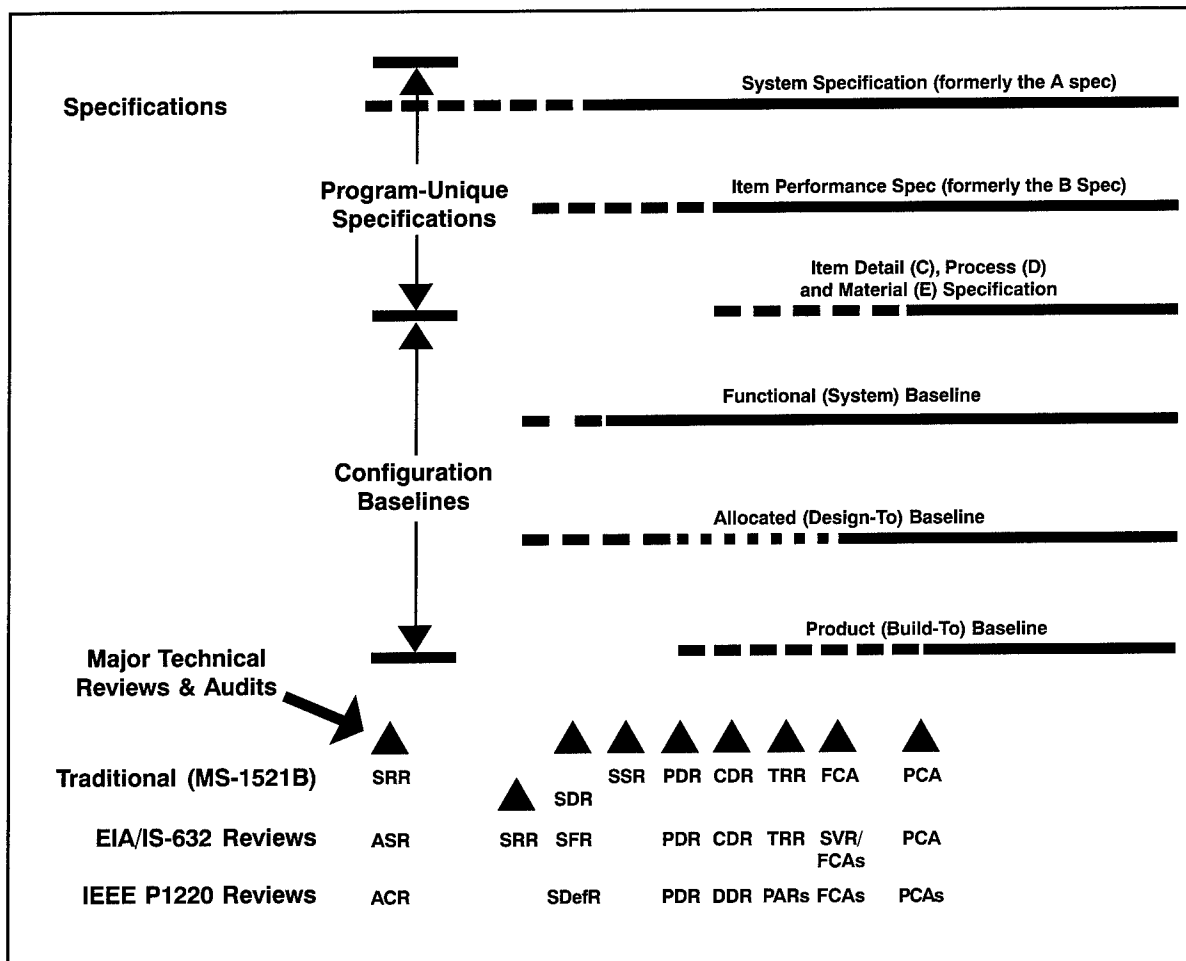 System Specification (formerly the A spec)
Specifications
Program-Unique
Specifications
Item Performance Spec (formerly the B Spec)
Item Detail (C), Process (D)
and Material (E) Specification
Functional (System) Baseline
Configuration
Baselines
Allocated (Design-To) Baseline
Product (Build-To) Baseline
Major Technical
Reviews & Audits
Traditional (MS-1521B) SRR SSR PDR CDR TRR FCA PCA
SDR
EIA/IS-632 Reviews ASR SRR SFR PDR CDR TRR SVR/ PCA
FCAs
IEEE P1220 Reviews ACR SDefR PDR DDR PARs FCAs PCAs